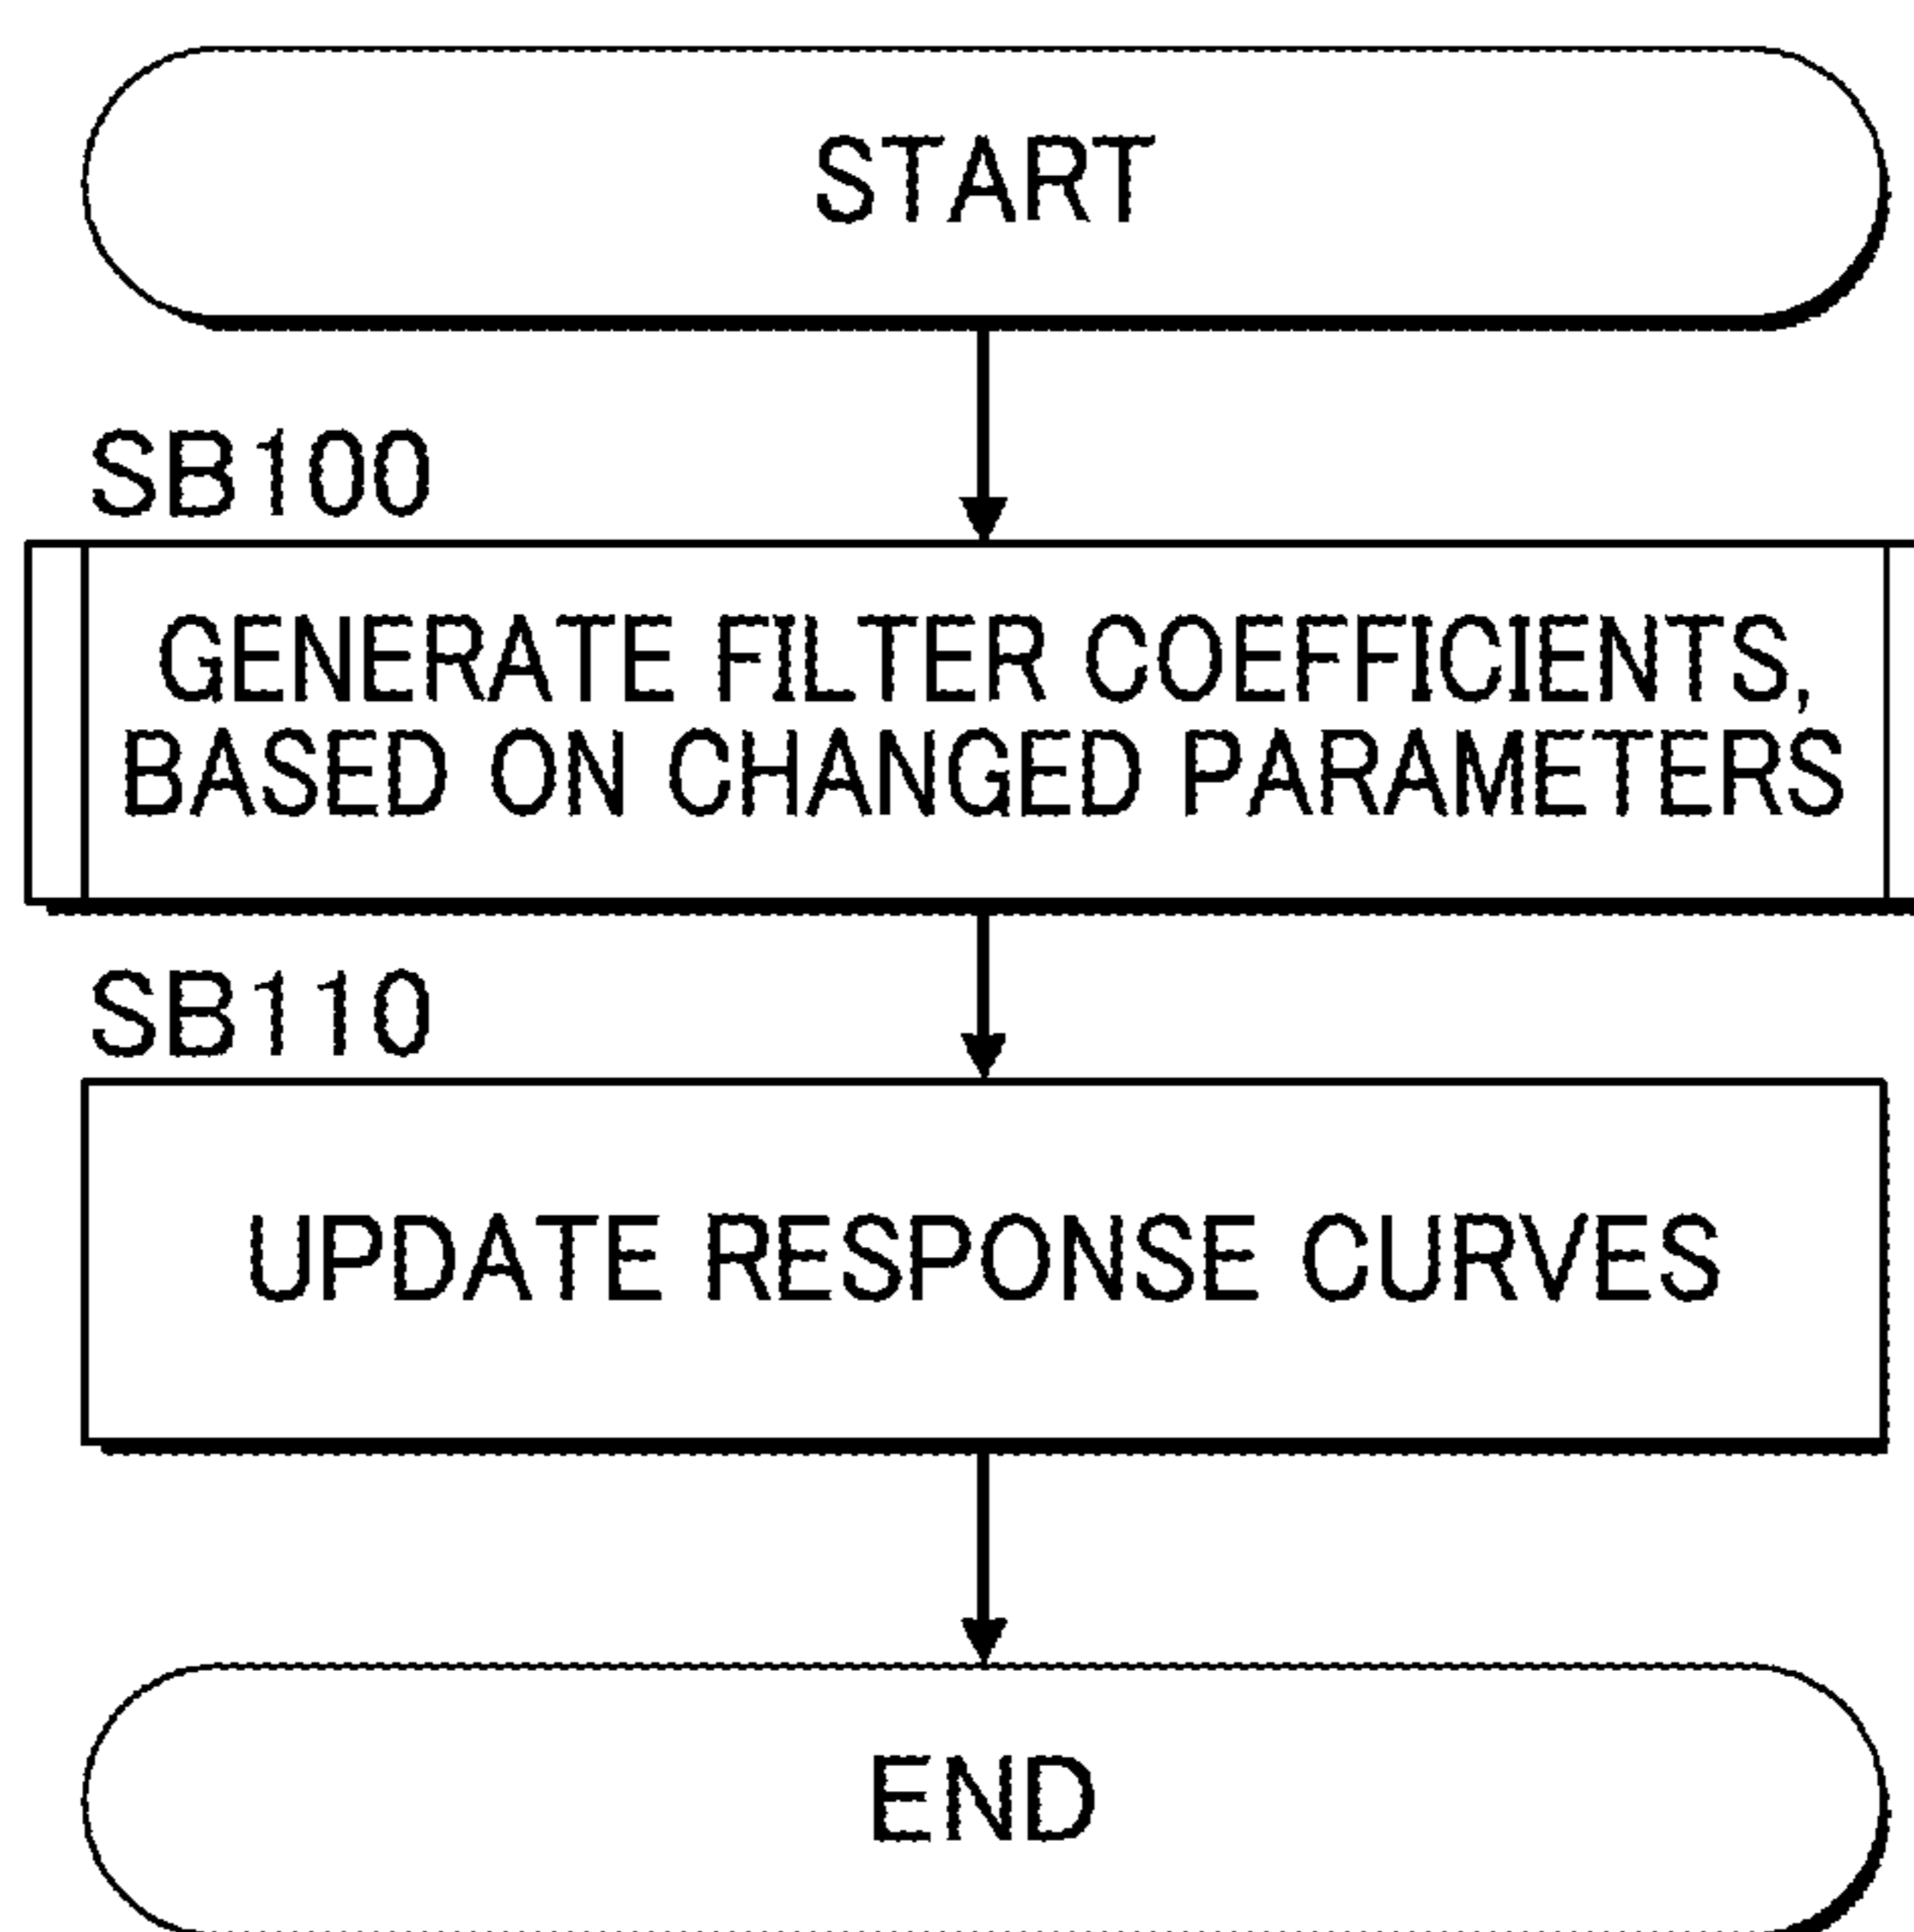 START
SB100
GENERATE FILTER COEFFICIENTS,
BASED ON CHANGED PARAMETERS
SB110
UPDATE RESPONSE CURVES
END